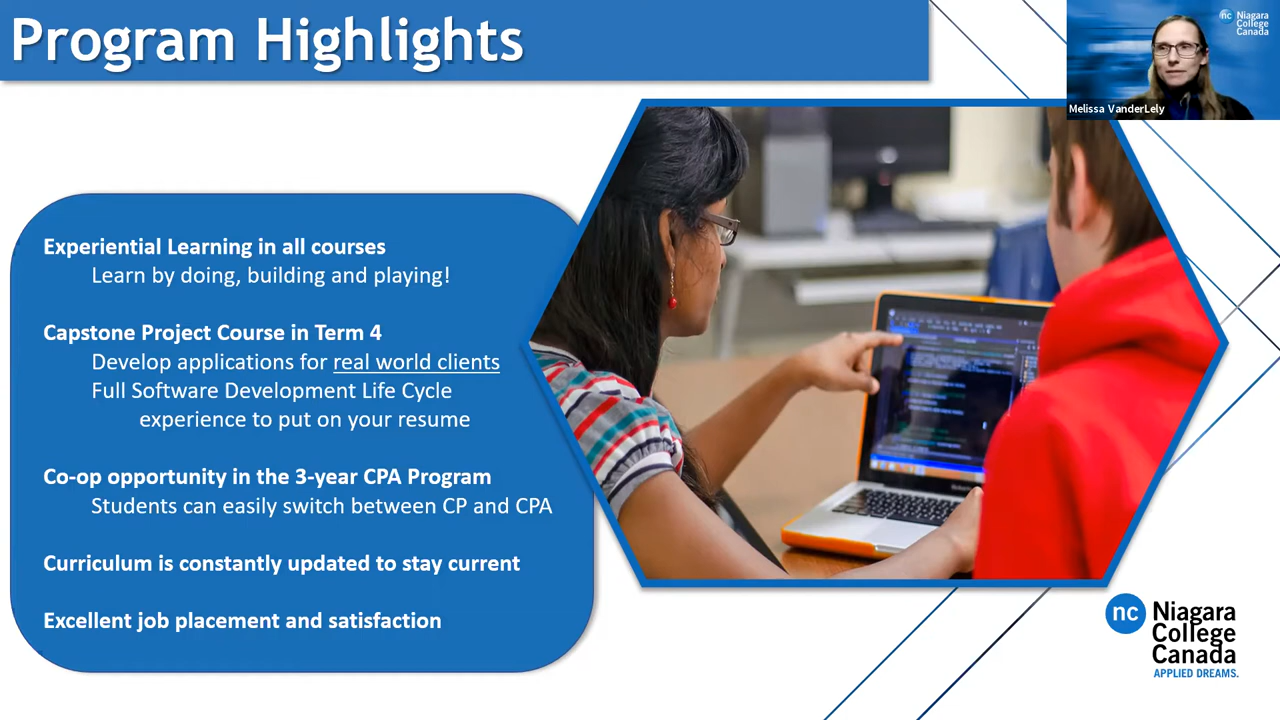 Program Highlights
Niagara
College
Canada
Melissa VanderLely
Experiential Learning in all courses
Learn by doing, building and playing!
Capstone Project Course in Term 4
Develop applications for real world clients
Full Software Development Life Cycle
experience to put on your resume
Co-op opportunity in the 3-year CPA Program
Students can easily switch between CP and CPA
Curriculum is constantly updated to stay current
Excellent job placement and satisfaction
nc
Niagara
College
Canada
APPLIED DREAMS.